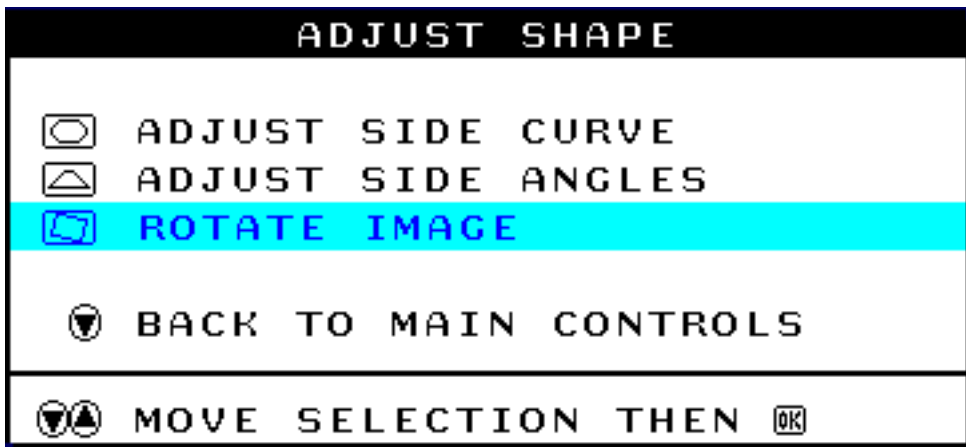 ADJUST SHAPE
ADJUST SIDE CURVE
ADJUST SIDE ANGLES
ROTATE IMAGE
BACK TO MAIN CONTROLS
MOVE SELECTION THEN OK